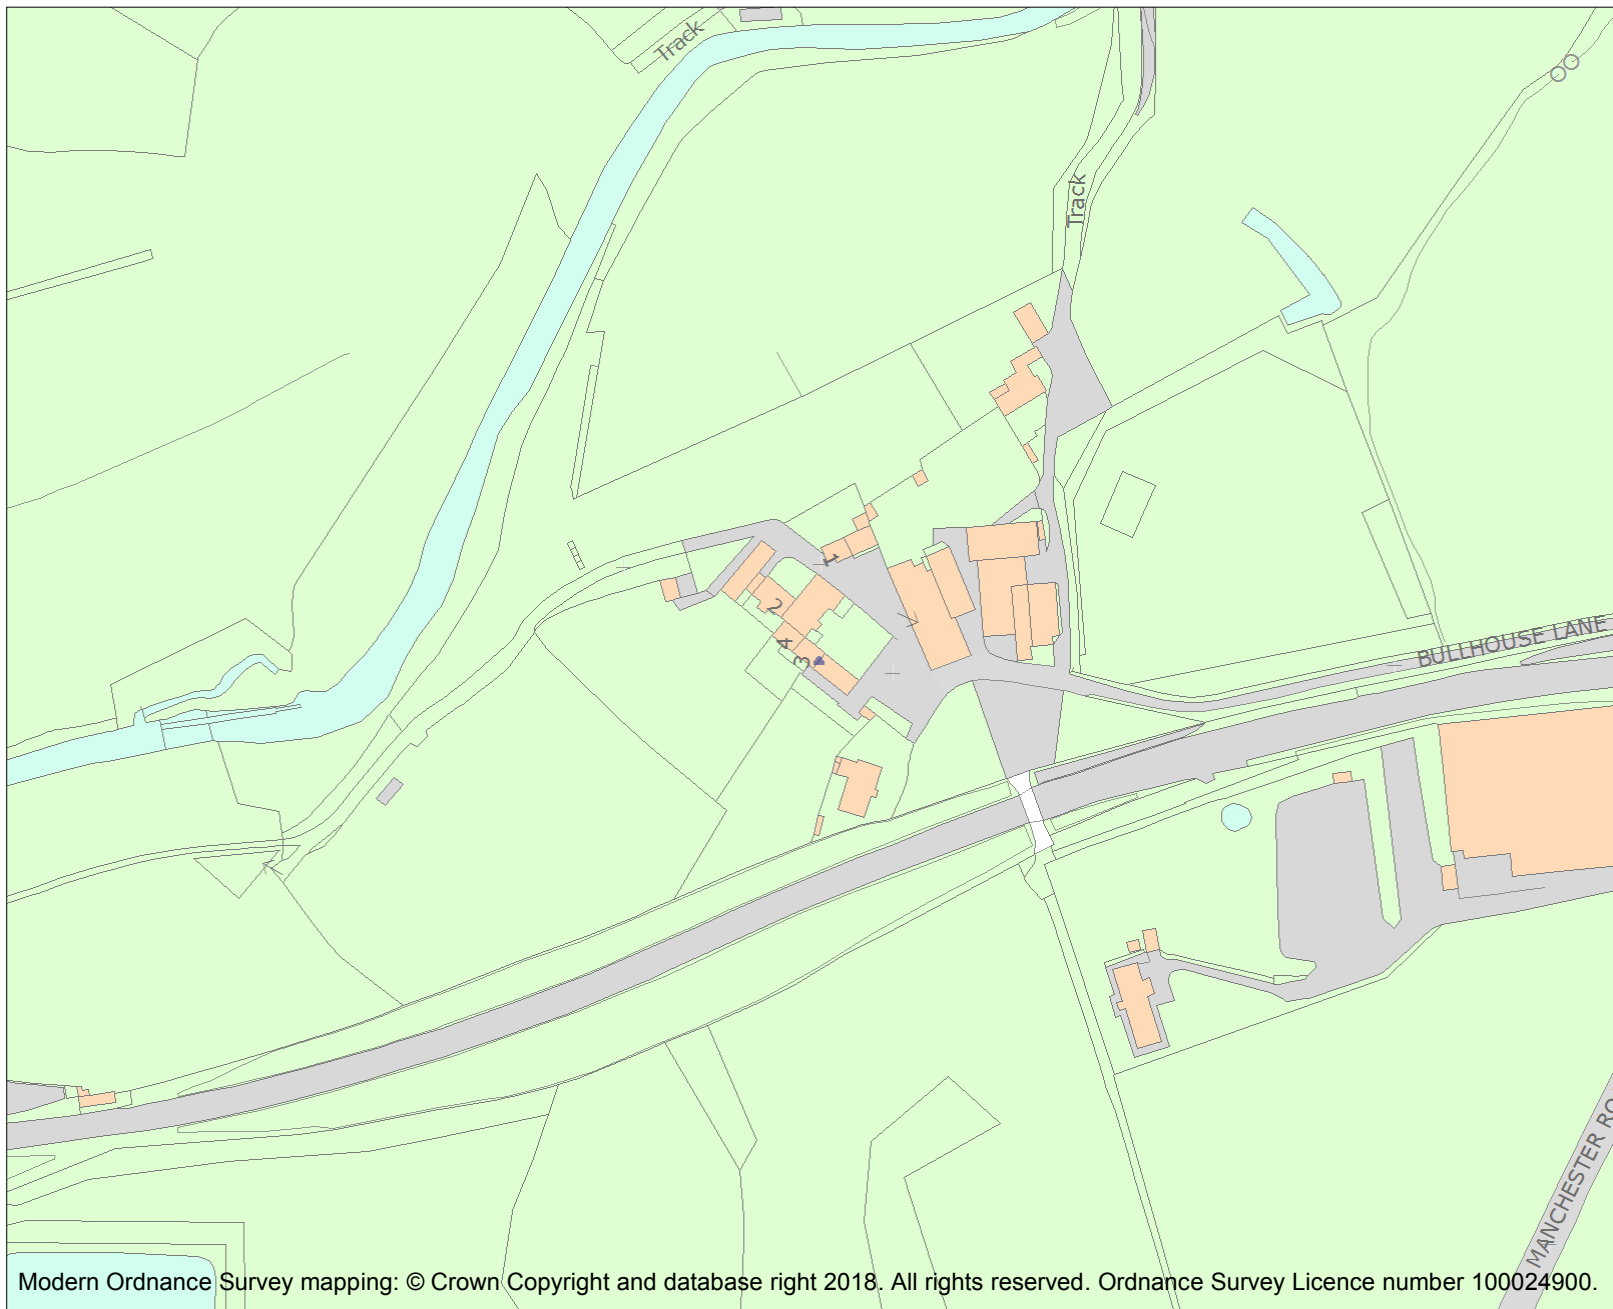 Track
Track
1
2
4
3
BULLHOUSE LANE
MANCHESTER RO
Modern Ordnance Survey mapping: © Crown Copyright and database right 2018. All rights reserved. Ordnance Survey Licence number 100024900.